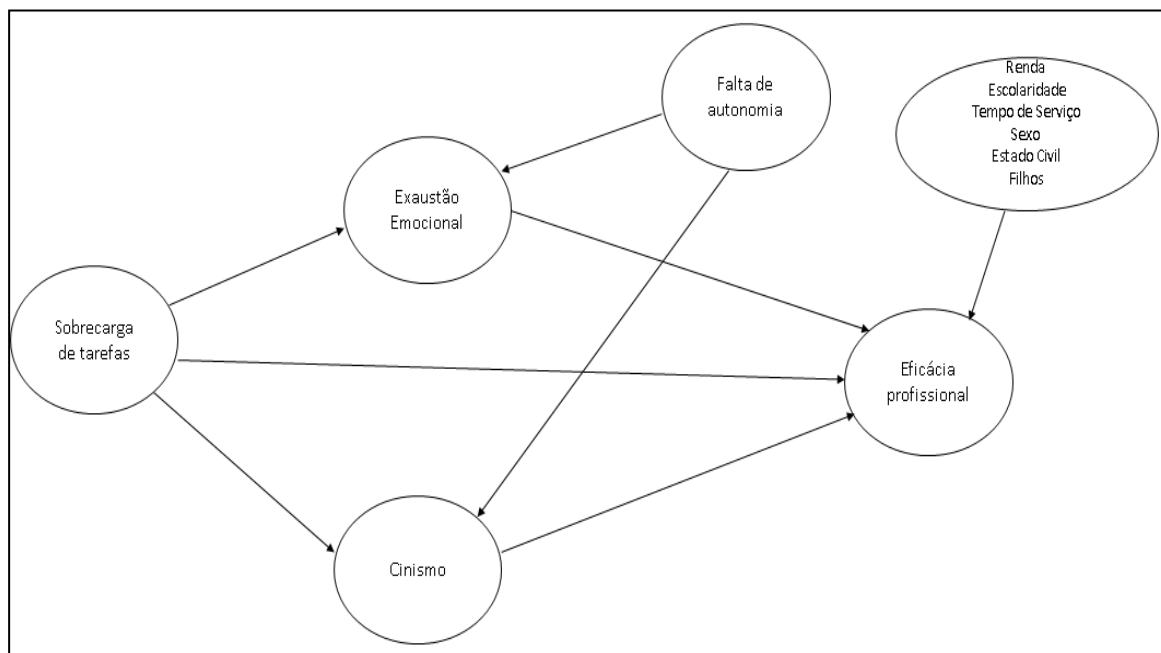 Falta de
autonomia
Renda
Escolaridade
Tempo de Serviço
Sexo
Estado Civil
Filhos
Exaustão
Emocional
Sobrecarga
de tarefas
Eficácia
profissional
Cinismo